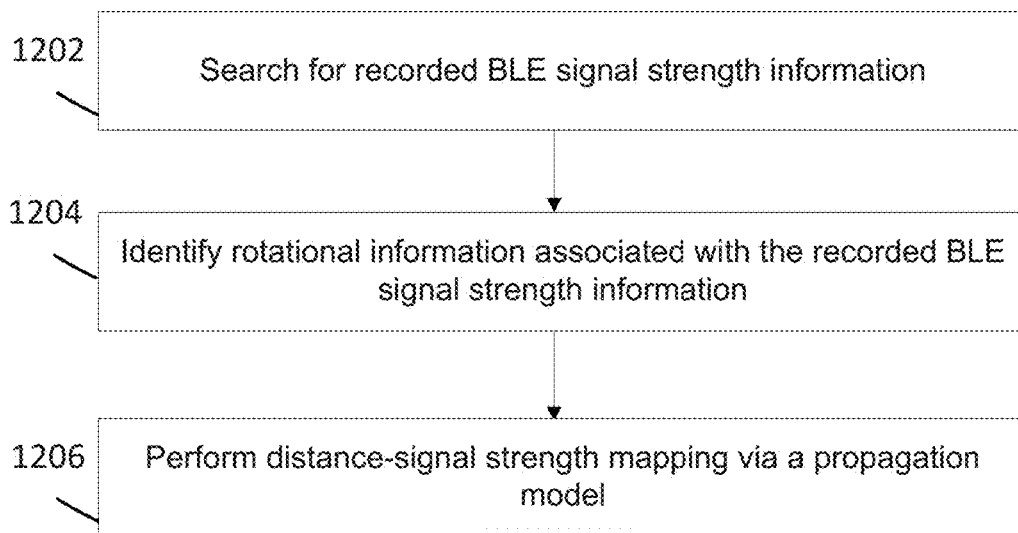 1202
Search for recorded BLE signal strength information
1204
Identify rotational information associated with the recorded BLE
signal strength information
1206
Perform distance-signal strength mapping via a propagation
model